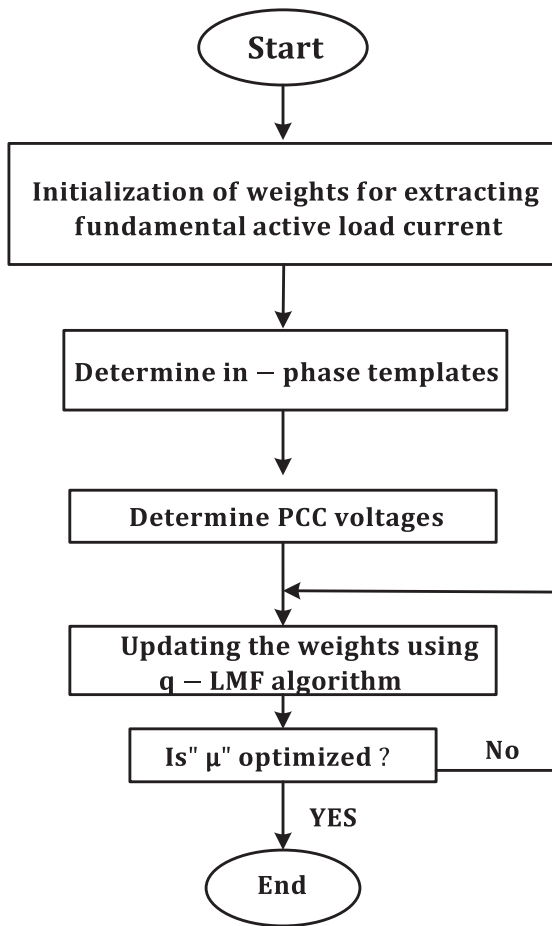 Start
Initialization of weights for extracting
fundamental active load current
Determine in − phase templates
Determine PCC voltages
Updating the weights using
q − LMF algorithm
Is" μ" optimized ?
No
YES
End